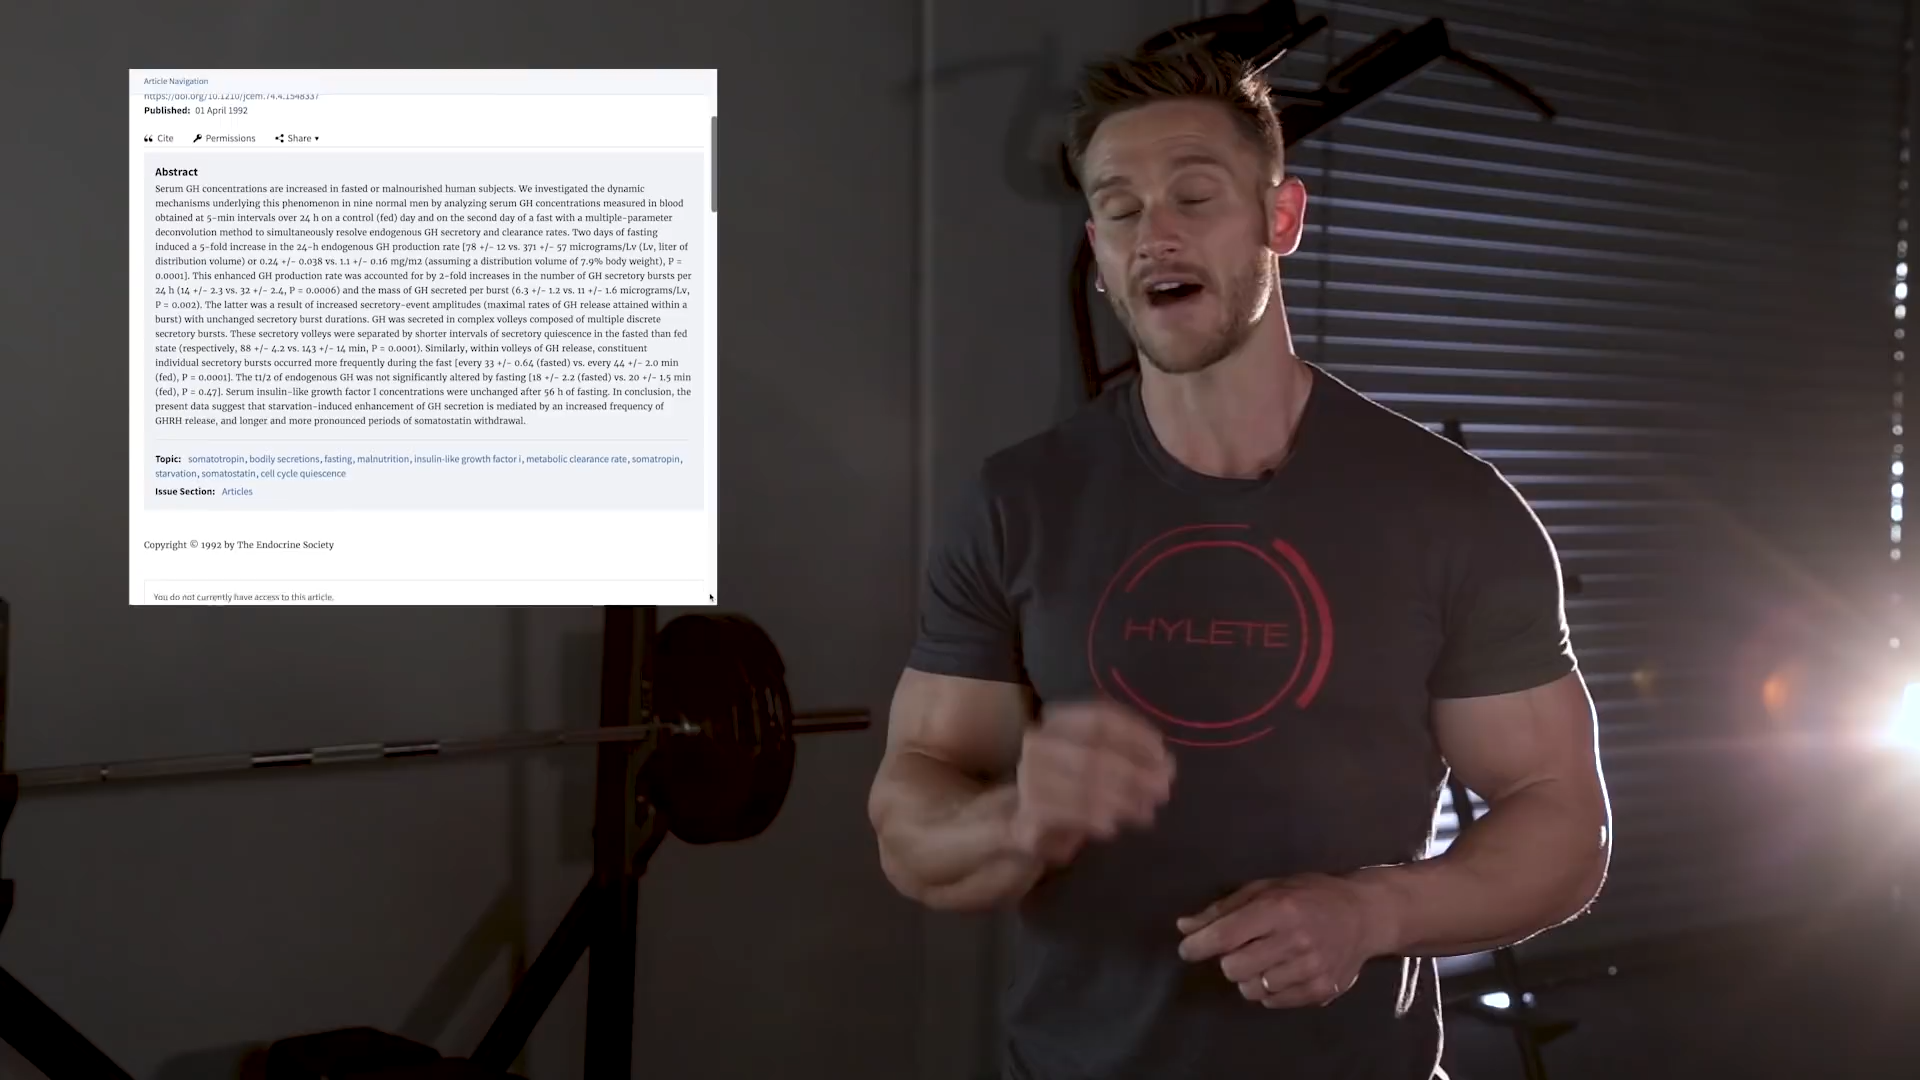 Article Navigation
https://doi.org/10.1210/jcem.74.4.1548337
Published: 01 April 1992
Cite Permissions Share
Abstract
Serum GH concentrations are increased in fasted or malnourished human subjects. We investigated the dynamic
mechanisms underlying this phenomenon in nine normal men by analyzing serum GH concentrations measured in blood
obtained at 5-min intervals over 24 h on a control (fed) day and on the second day of a fast with a multiple-parameter
deconvolution method to simultaneously resolve endogenous GH secretory and clearance rates. Two days of fasting
induced a 5-fold increase in the 24-h endogenous GH production rate [78 +/- 12 vs. 371 +/- 57 micrograms/Lv (Lv, liter of
distribution volume) or 0.24 +/- 0.038 vs. 1.1 +/- 0.16 mg/m2 (assuming a distribution volume of 7.9% body weight), P =
0.0001]. This enhanced GH production rate was accounted for by 2-fold increases in the number of GH secretory bursts per
24 h (14 +/- 2.3 vs. 32 +/- 2.4, P = 0.0006) and the mass of GH secreted per burst (6.3 +/- 1.2 vs. 11 +/- 1.6 micrograms/Lv,
P = 0.002). The latter was a result of increased secretory-event amplitudes (maximal rates of GH release attained within a
burst) with unchanged secretory burst durations. GH was secreted in complex volleys composed of multiple discrete
secretory bursts. These secretory volleys were separated by shorter intervals of secretory quiescence in the fasted than fed
state (respectively, 88 +/- 4.2 vs. 143 +/- 14 min, P = 0.0001). Similarly, within volleys of GH release, constituent
individual secretory bursts occurred more frequently during the fast [every 33 +/- 0.64 (fasted) vs. every 44 +/- 2.0 min
(fed), P = 0.0001]. The t1/2 of endogenous GH was not significantly altered by fasting [18 +/- 2.2 (fasted) vs. 20 +/- 1.5 min
(fed), P = 0.47]. Serum insulin-like growth factor I concentrations were unchanged after 56 h of fasting. In conclusion, the
present data suggest that starvation-induced enhancement of GH secretion is mediated by an increased frequency of
GHRH release, and longer and more pronounced periods of somatostatin withdrawal.
Topic: somatotropin, bodily secretions, fasting, malnutrition, insulin-like growth factor i, metabolic clearance rate, somatropin,
starvation, somatostatin, cell cycle quiescence
Issue Section: Articles
Copyright © 1992 by The Endocrine Society
You do not currently have access to this article.
HYLETE